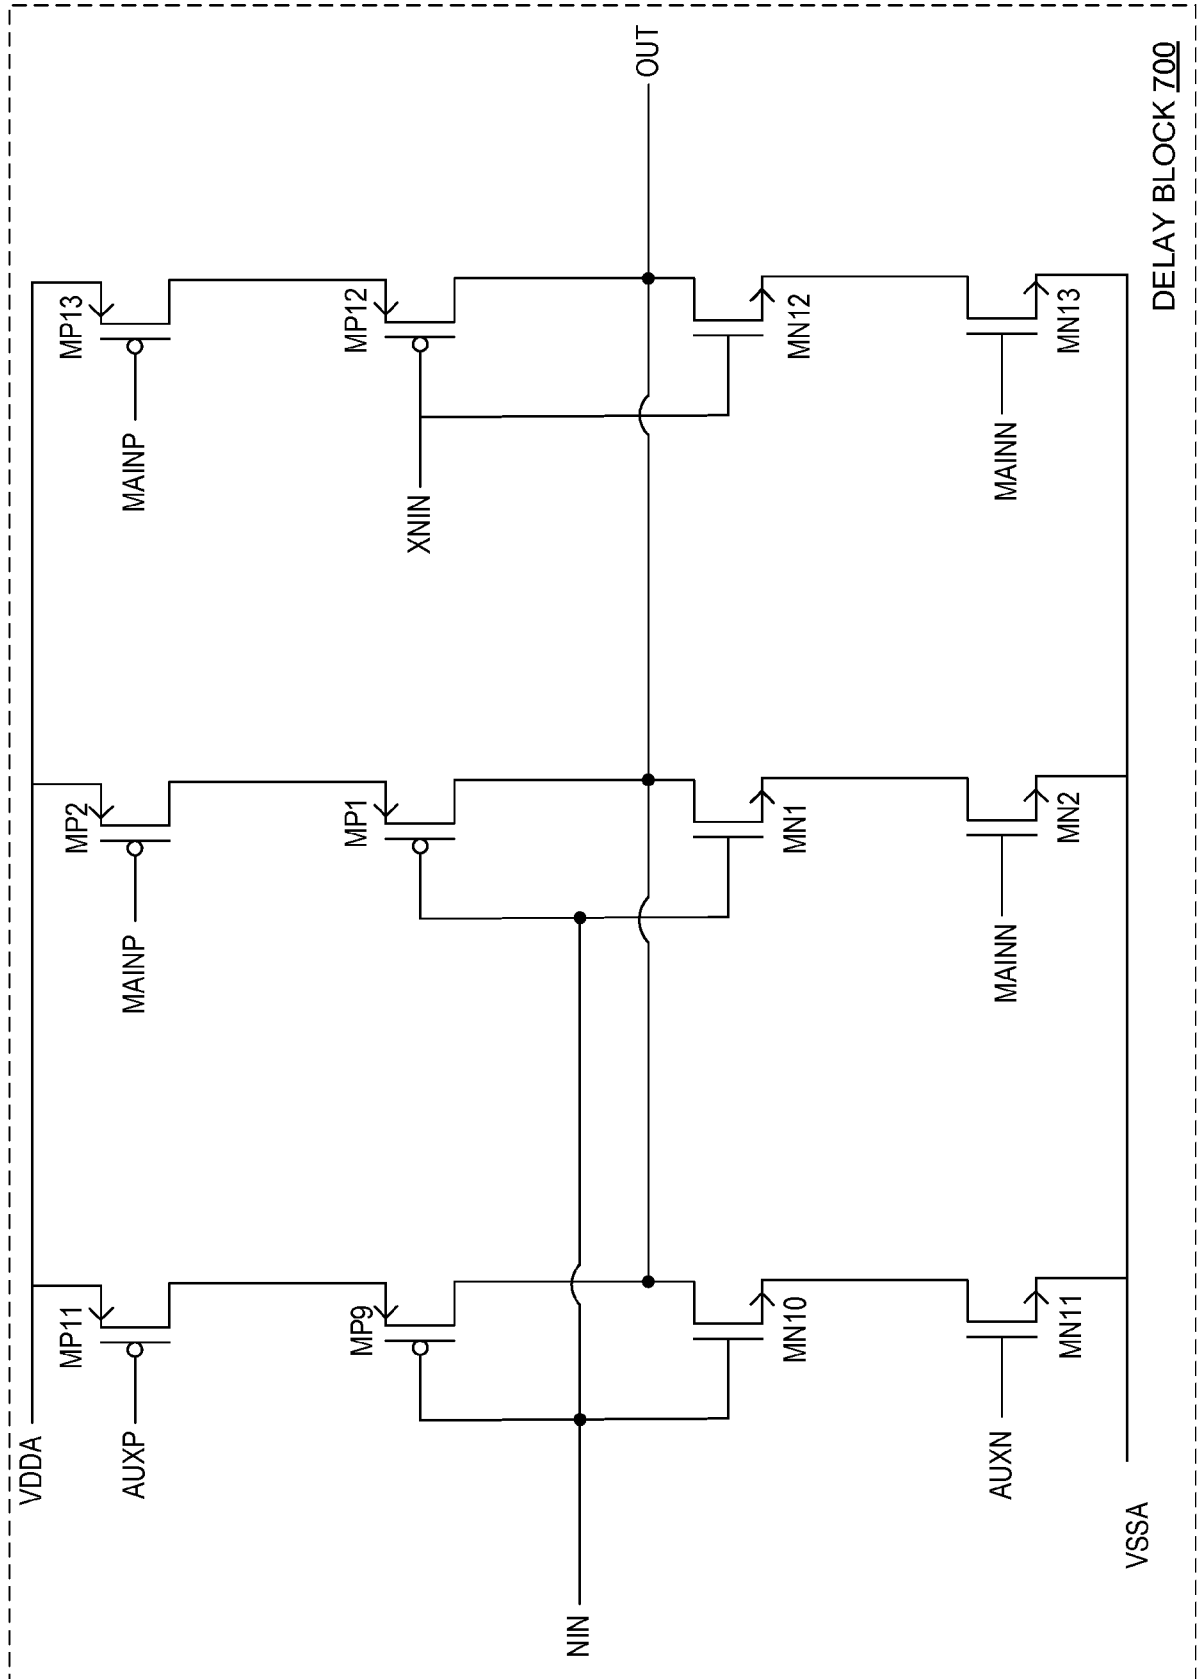 VDDA
MP11
MP2
MP13
AUXP
MAINP
MAINP
MP9
MP1
MP12
XNIN
NIN
OUT
MN10
MN1
MN12
AUXN
MAINN
MAINN
MN11
MN2
MN13
VSSA
DELAY BLOCK 700